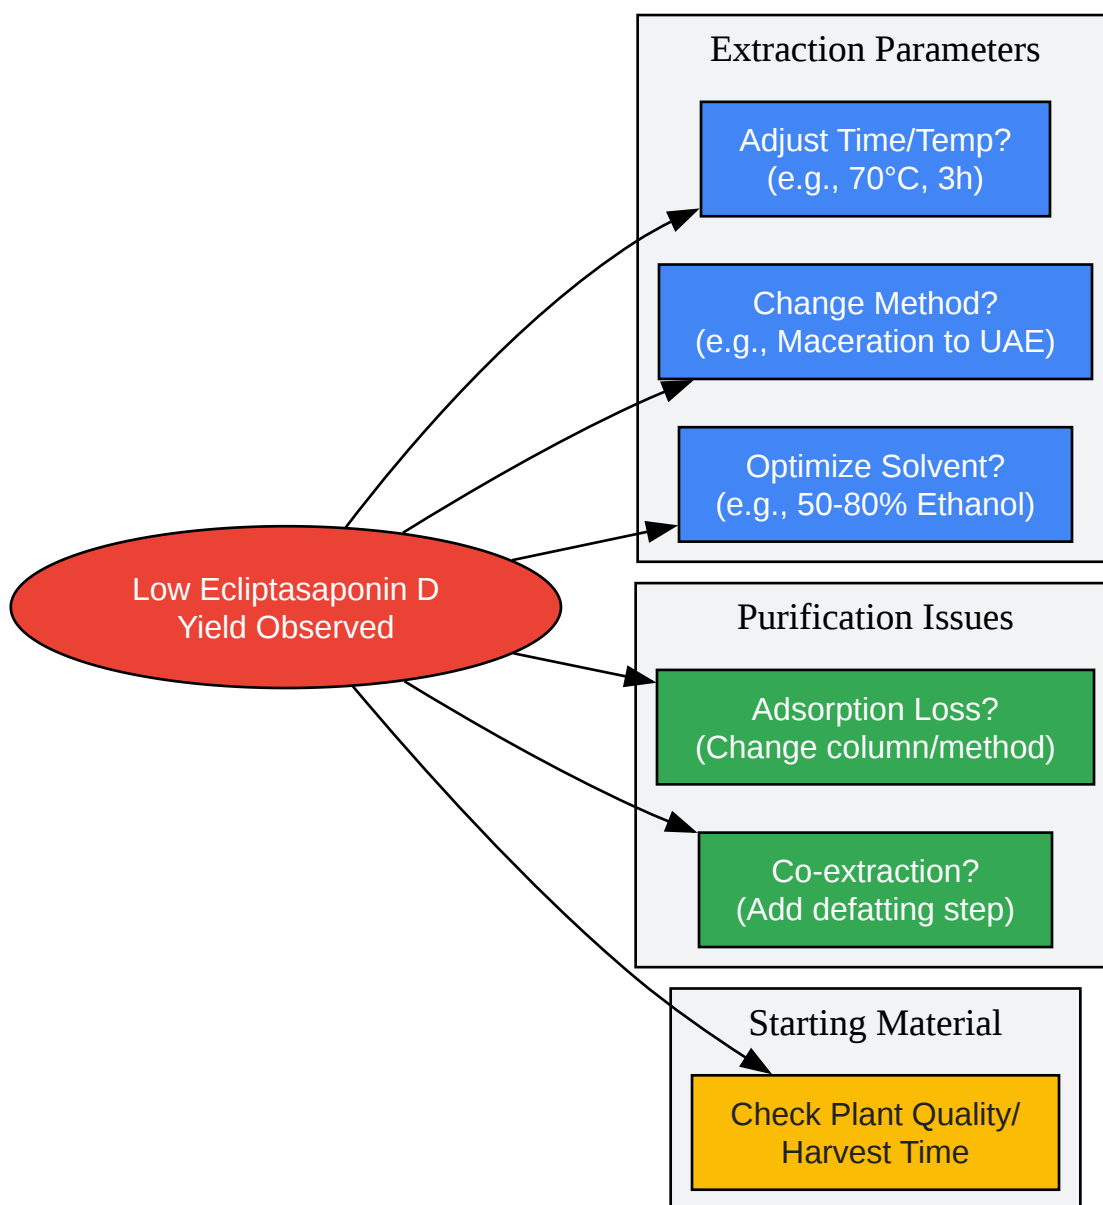 Extraction Parameters
Adjust Time/Temp?
(e.g., 70°C, 3h)
Change Method?
(e.g., Maceration to UAE)
Optimize Solvent?
(e.g., 50-80% Ethanol)
Low Ecliptasaponin D
Yield Observed
Purification Issues
Adsorption Loss?
(Change column/method)
Co-extraction?
(Add defatting step)
Starting Material
Check Plant Quality/
Harvest Time